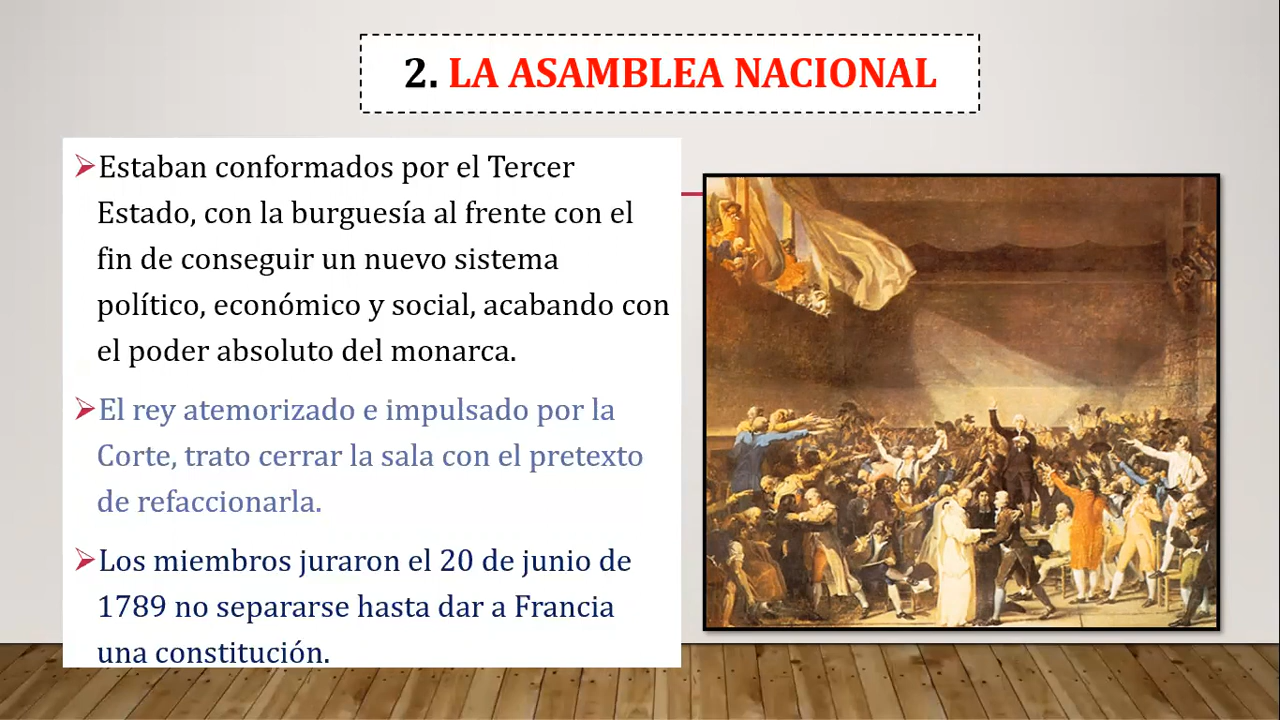 2. LA ASAMBLEA NACIONAL
➢Estaban conformados por el Tercer
Estado, con la burguesía al frente con el
fin de conseguir un nuevo sistema
político, económico y social, acabando con
el poder absoluto del monarca.
➢El rey atemorizado e impulsado por la
Corte, trato cerrar la sala con el pretexto
de refaccionarla.
➢Los miembros juraron el 20 de junio de
1789 no separarse hasta dar a Francia
una constitución.